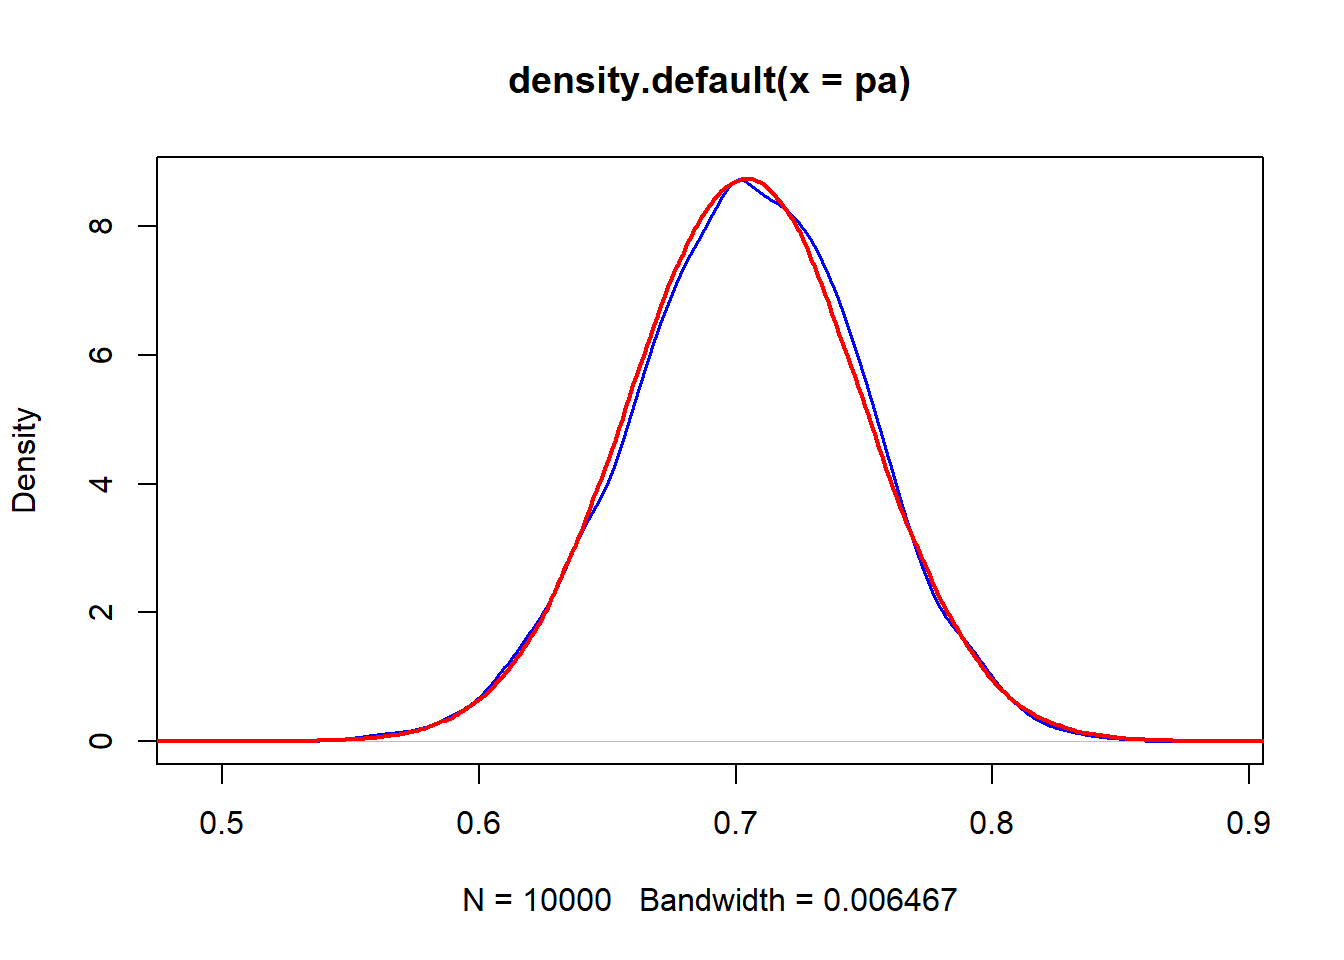 density.default(x = pa)
Density
0 2 4 6 8
0.5 0.6 0.7 0.8 0.9
N = 10000 Bandwidth = 0.006467